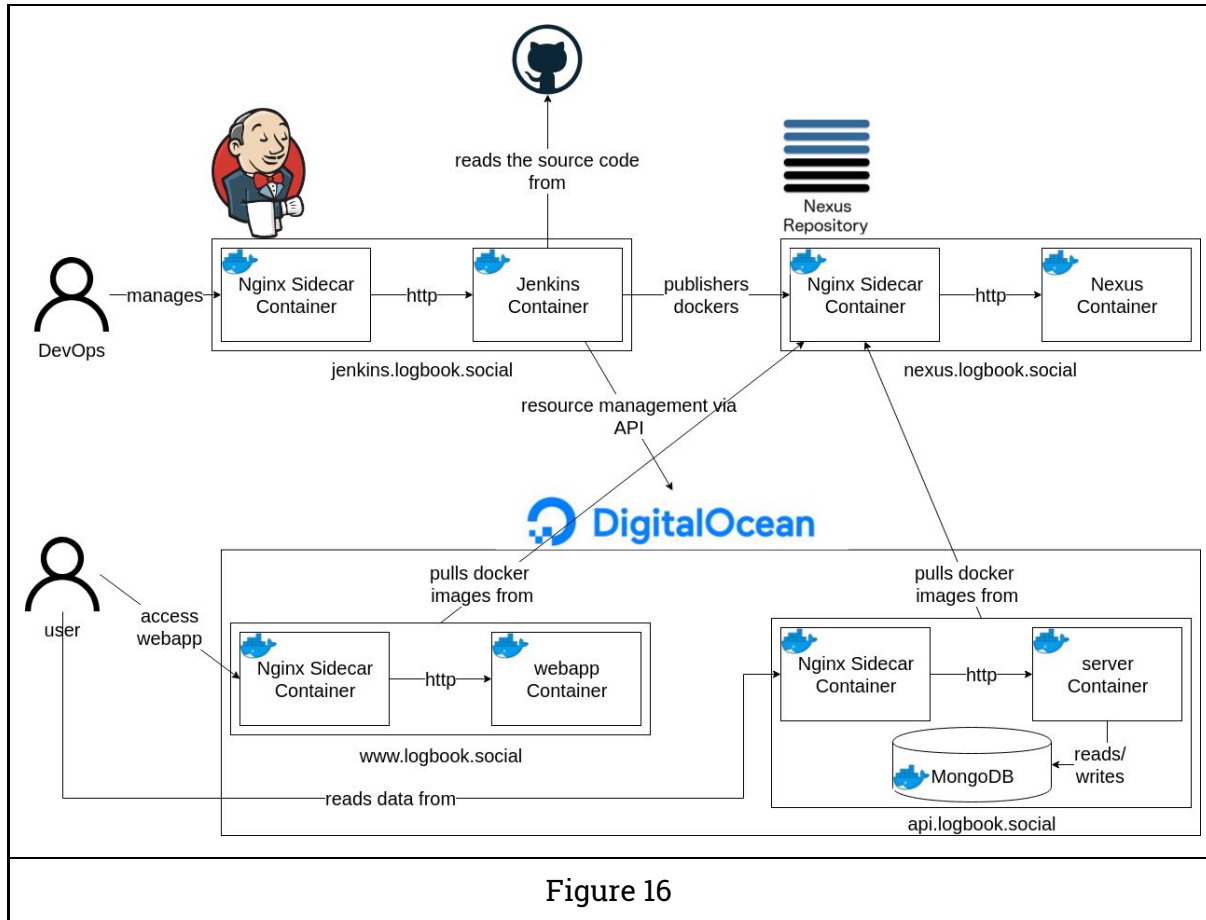 reads the source code
from
Nexus
Repository
Nginx Sidecar
Container
Jenkins
Container
Nginx Sidecar
Container
Nexus
Container
manages
http
publishers
dockers
http
DevOps
jenkins.logbook.social
nexus.logbook.social
resource management via
API
DigitalOcean
pulls docker
images from
pulls docker
images from
user
access
webapp
Nginx Sidecar
Container
http
webapp
Container
Nginx Sidecar
Container
http
server
Container
www.logbook.social
reads/
writes
MongoDB
reads data from
api.logbook.social
Figure 16